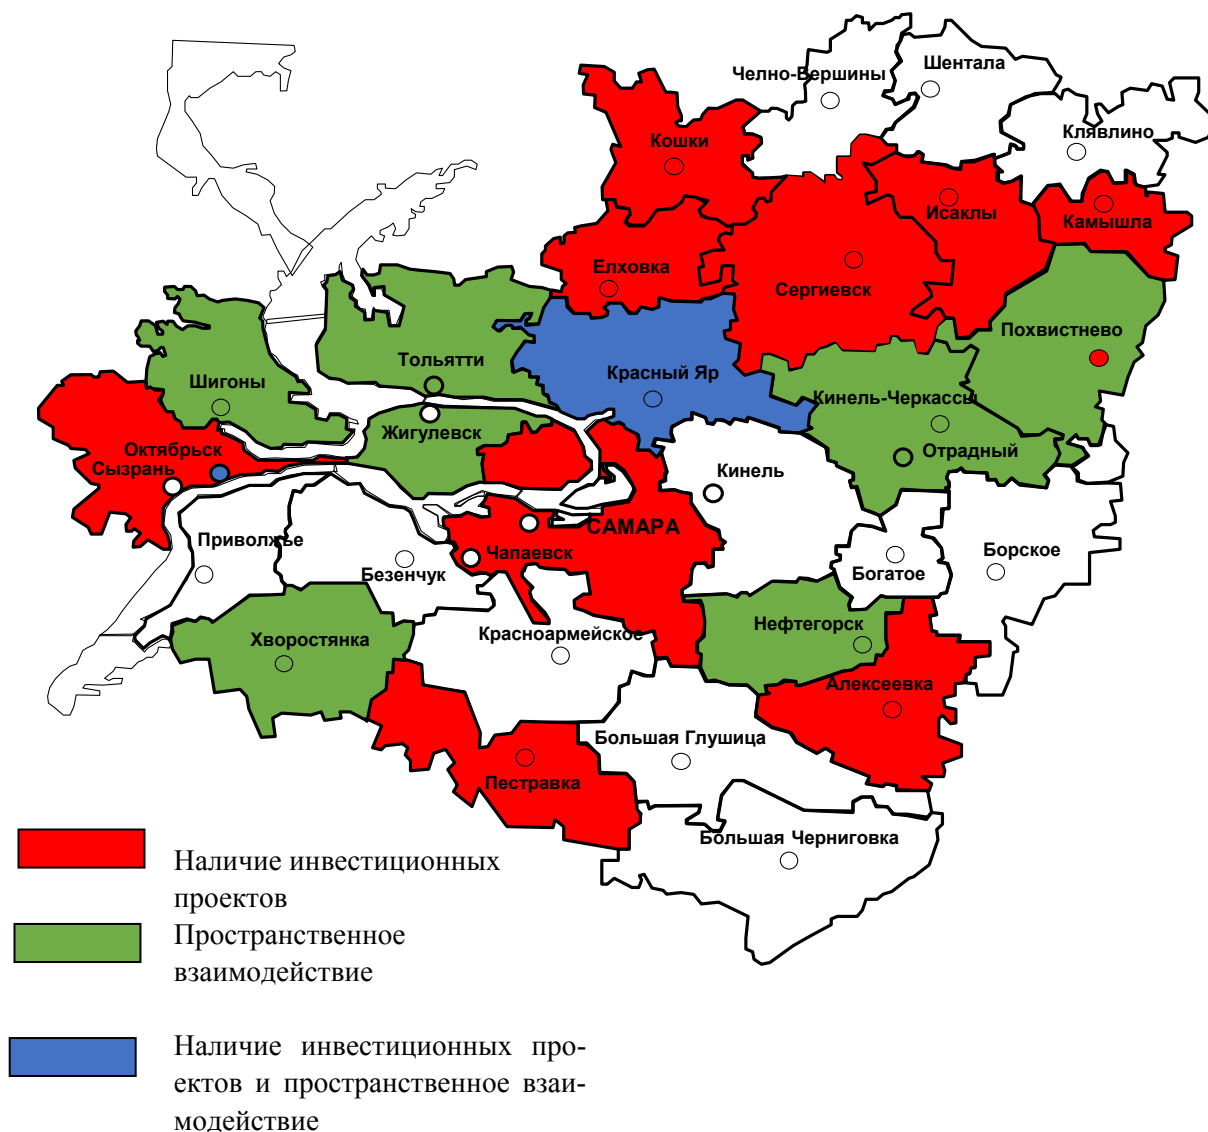 Шентала
Челно-Вершины
Клявлино
Кошки
Исаклы
Камышла
Елховка
Сергиевск
Похвистнево
Тольятти
Красный Яр
Шигоны
Кинель-Черкассы
Жигулевск
Октябрьск
Отрадный
Сызрань
Кинель
САМАРА
Приволжье
Чапаевск
Борское
Безенчук
Богатое
Нефтегорск
Красноармейское
Хворостянка
Алексеевка
Большая Глушица
Пестравка
Большая Черниговка
Наличие инвестиционных
проектов
Пространственное
взаимодействие
Наличие инвестиционных про-
ектов и пространственное взаи-
модействие